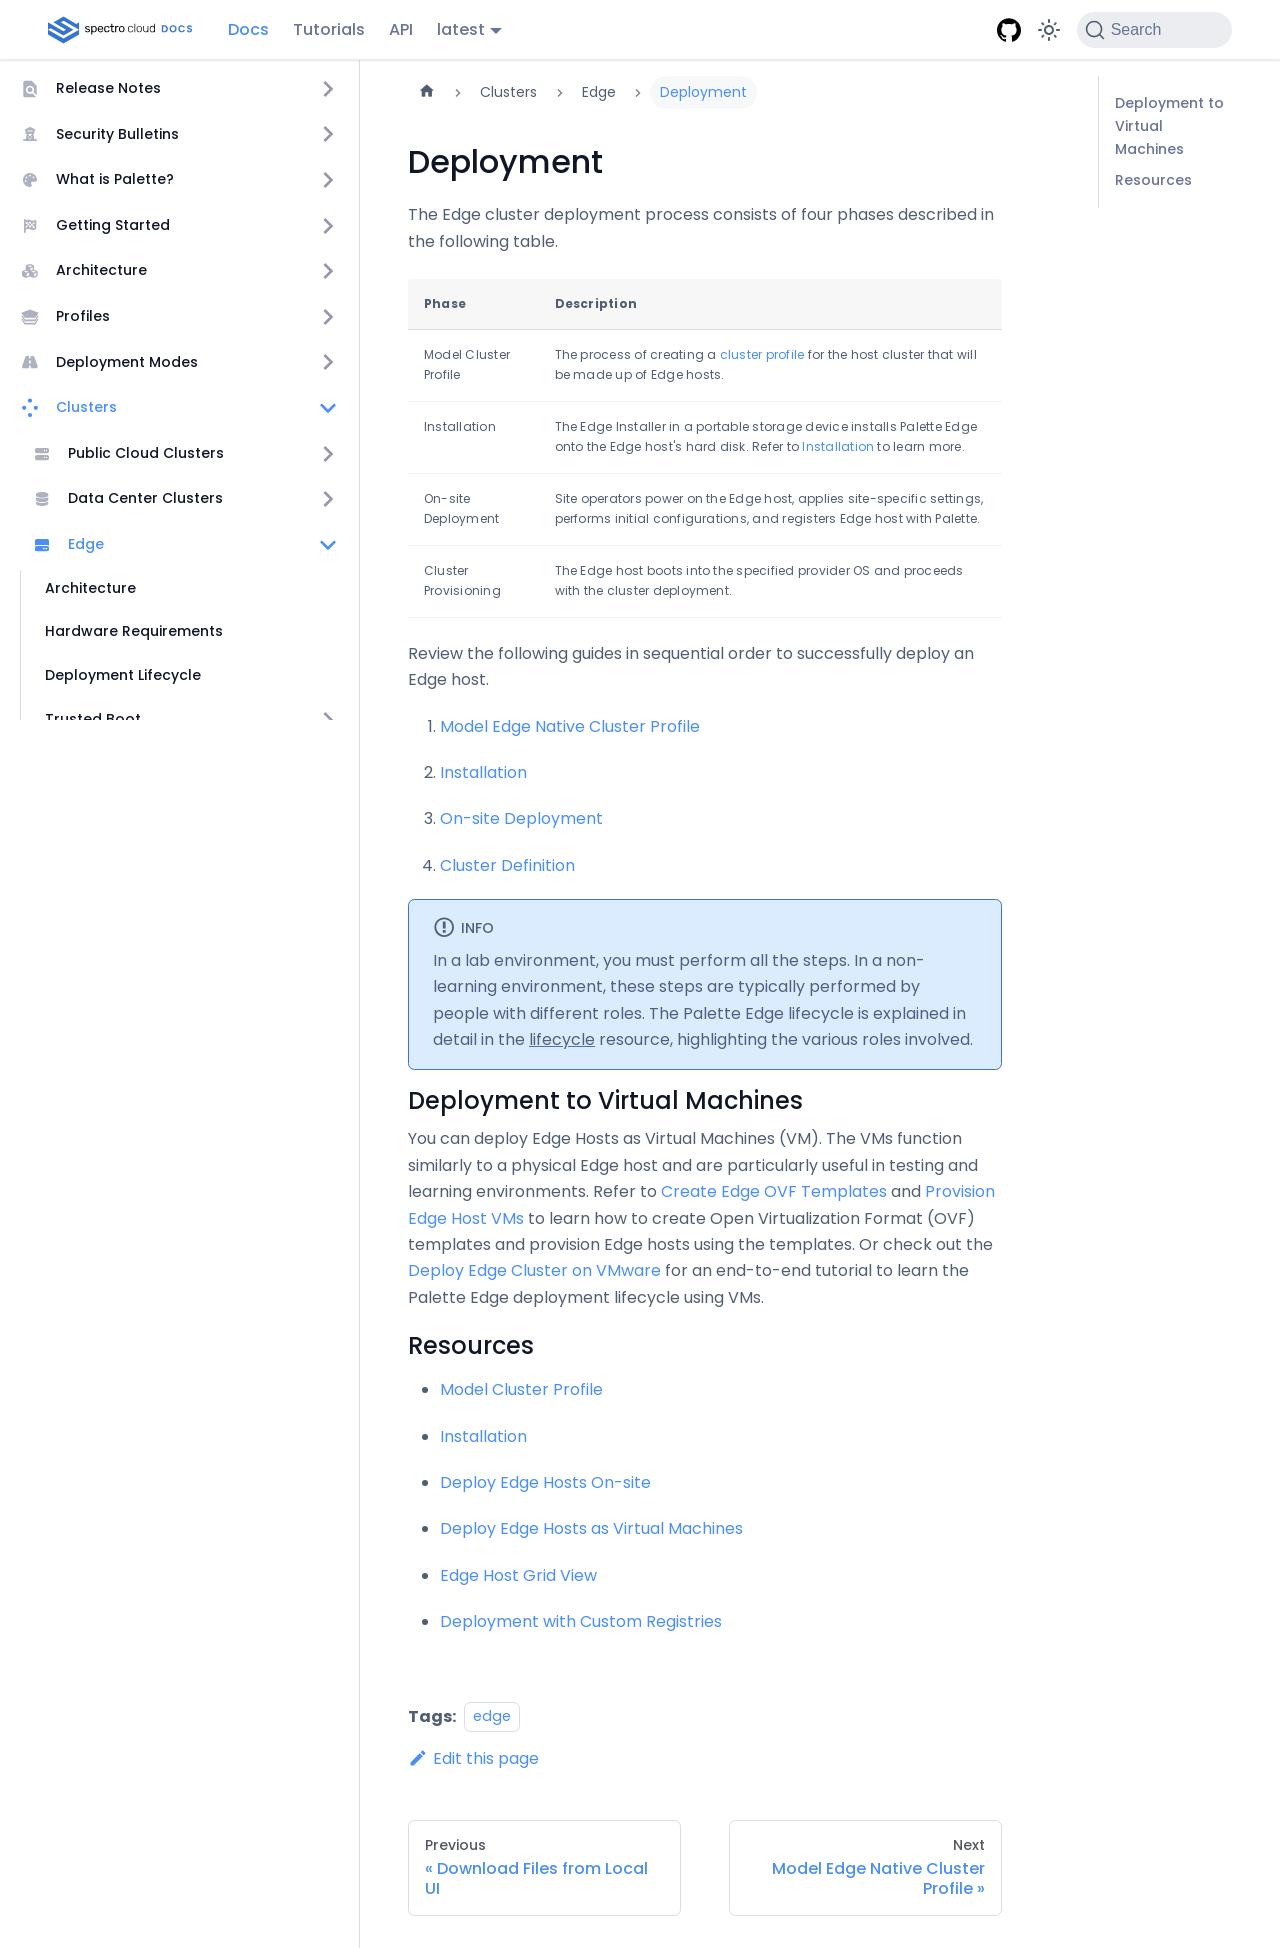 spectro cloud DOCS
Docs
Tutorials
API
latest
Search
Release Notes
Security Bulletins
What is Palette?
Getting Started
Architecture
Profiles
Deployment Modes
Clusters
Public Cloud Clusters
Data Center Clusters
Edge
Architecture
Hardware Requirements
Deployment Lifecycle
Trusted Boot
Clusters
Edge
Deployment
Deployment
The Edge cluster deployment process consists of four phases described in
the following table.
Phase Description
Model Cluster
Profile
The process of creating a cluster profile for the host cluster that will
be made up of Edge hosts.
Installation
The Edge Installer in a portable storage device installs Palette Edge
onto the Edge host's hard disk. Refer to Installation to learn more.
On-site
Deployment
Site operators power on the Edge host, applies site-specific settings,
performs initial configurations, and registers Edge host with Palette.
Cluster
Provisioning
The Edge host boots into the specified provider OS and proceeds
with the cluster deployment.
Review the following guides in sequential order to successfully deploy an
Edge host.
1. Model Edge Native Cluster Profile
2. Installation
3. On-site Deployment
4. Cluster Definition
INFO
In a lab environment, you must perform all the steps. In a non-
learning environment, these steps are typically performed by
people with different roles. The Palette Edge lifecycle is explained in
detail in the lifecycle resource, highlighting the various roles involved.
Deployment to Virtual Machines
You can deploy Edge Hosts as Virtual Machines (VM). The VMs function
similarly to a physical Edge host and are particularly useful in testing and
learning environments. Refer to Create Edge OVF Templates and Provision
Edge Host VMs to learn how to create Open Virtualization Format (OVF)
templates and provision Edge hosts using the templates. Or check out the
Deploy Edge Cluster on VMware for an end-to-end tutorial to learn the
Palette Edge deployment lifecycle using VMs.
Resources
Model Cluster Profile
Installation
Deploy Edge Hosts On-site
Deploy Edge Hosts as Virtual Machines
Edge Host Grid View
Deployment with Custom Registries
Tags: edge
Edit this page
Previous
« Download Files from Local
UI
Next
Model Edge Native Cluster
Profile »
Deployment to
Virtual
Machines
Resources